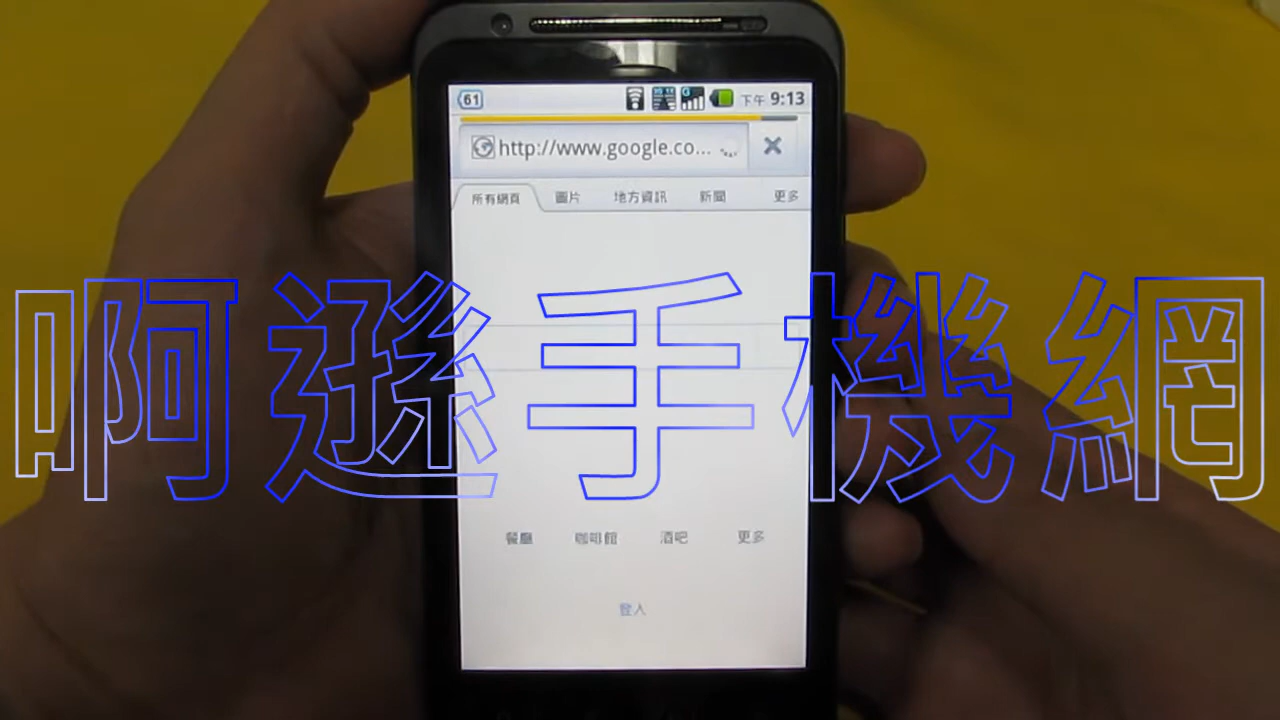 61 下午 9:13
http://www.google.co...
所有網頁 圖片 地方資訊 新聞 更多
啊遜手機網
餐廳 咖啡館 酒吧 更多
登入